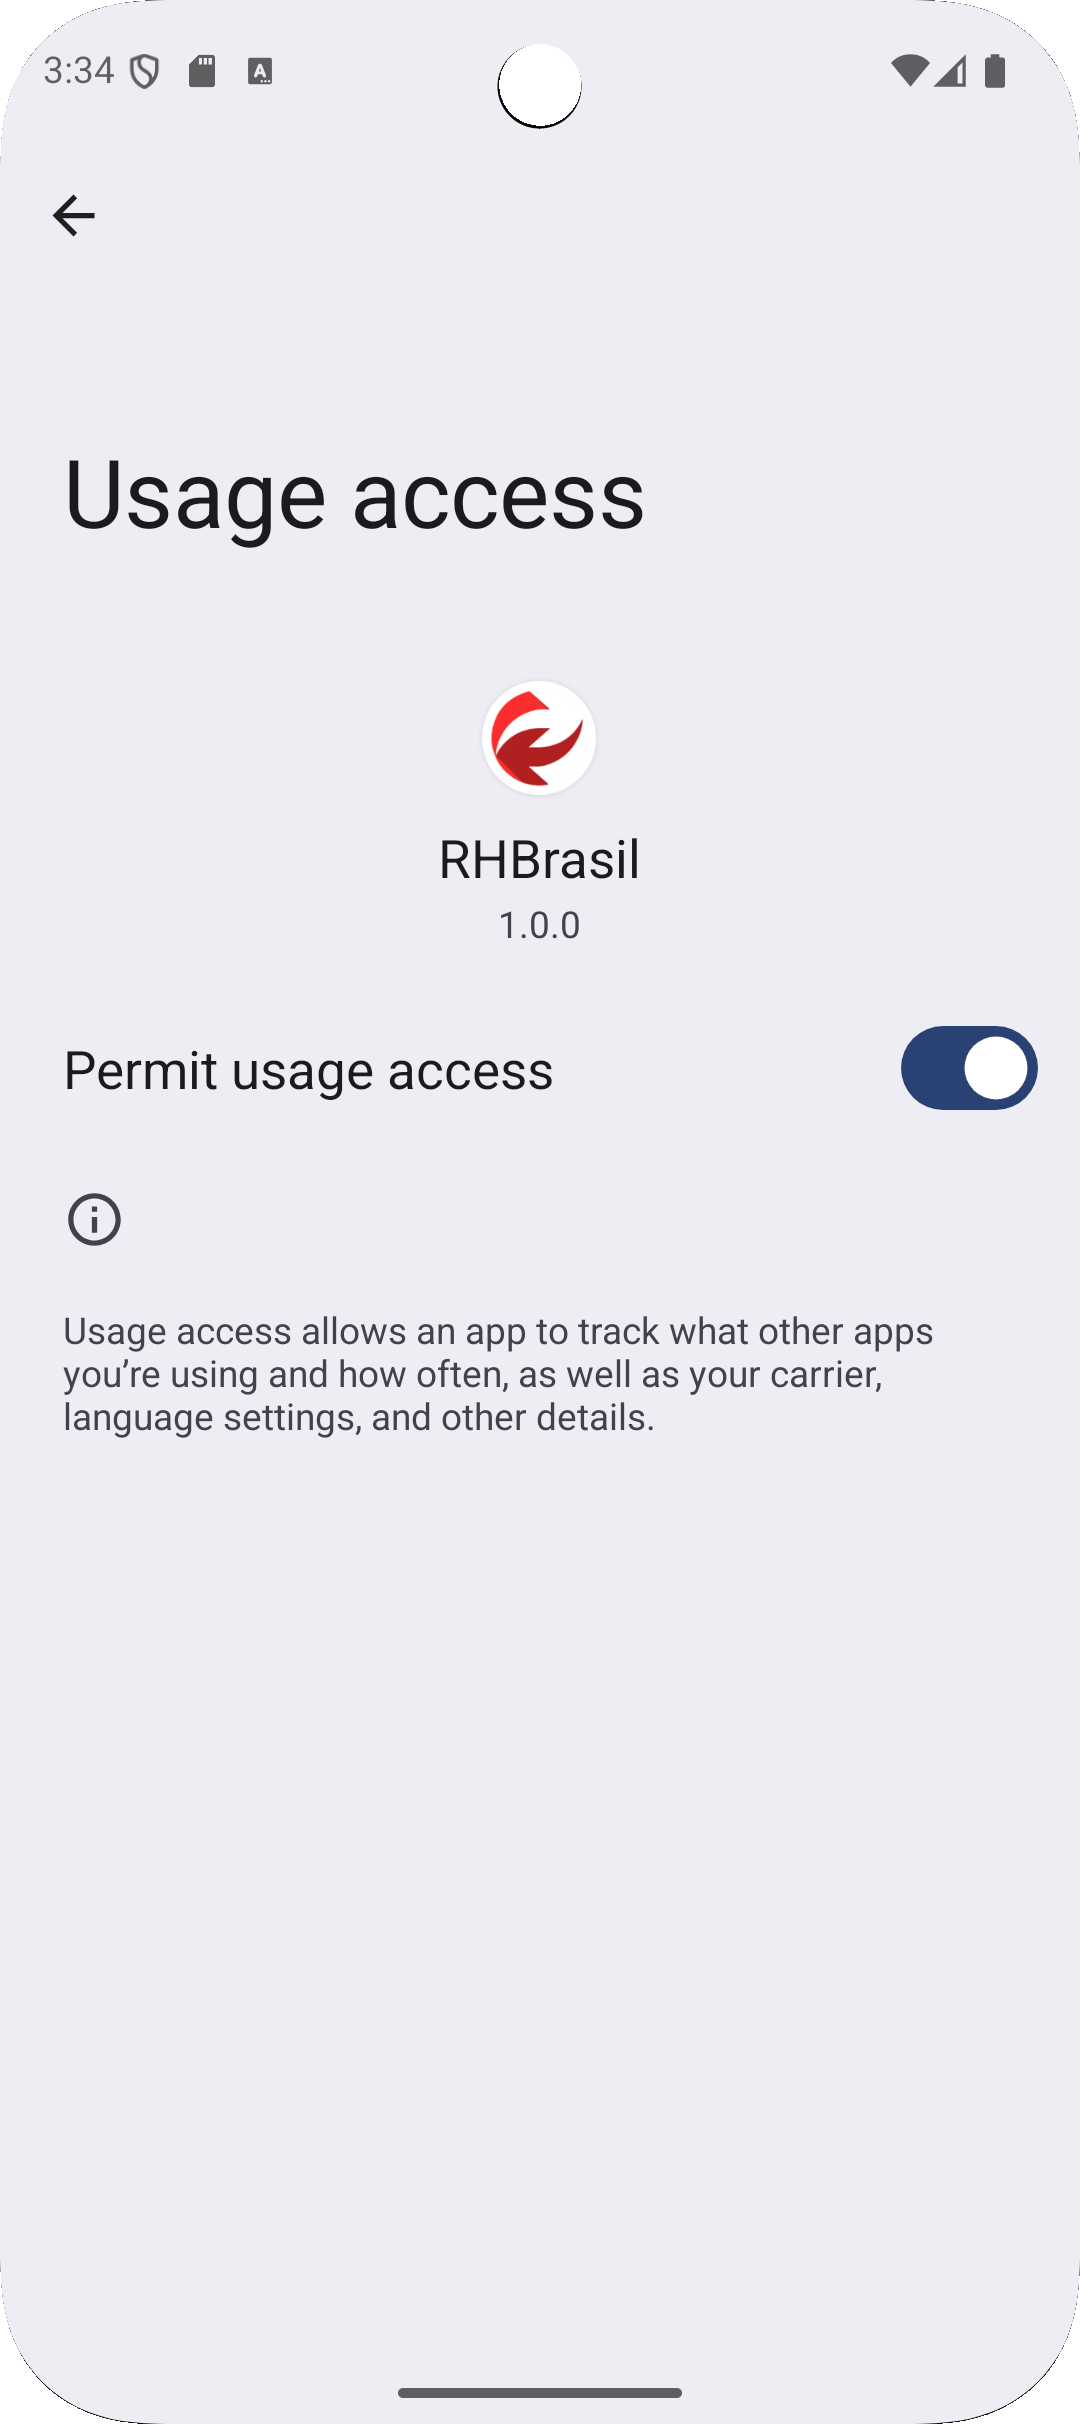 3:34
Usage access
RHBrasil
1.0.0
Permit usage access
Usage access allows an app to track what other apps
you’re using and how often, as well as your carrier,
language settings, and other details.